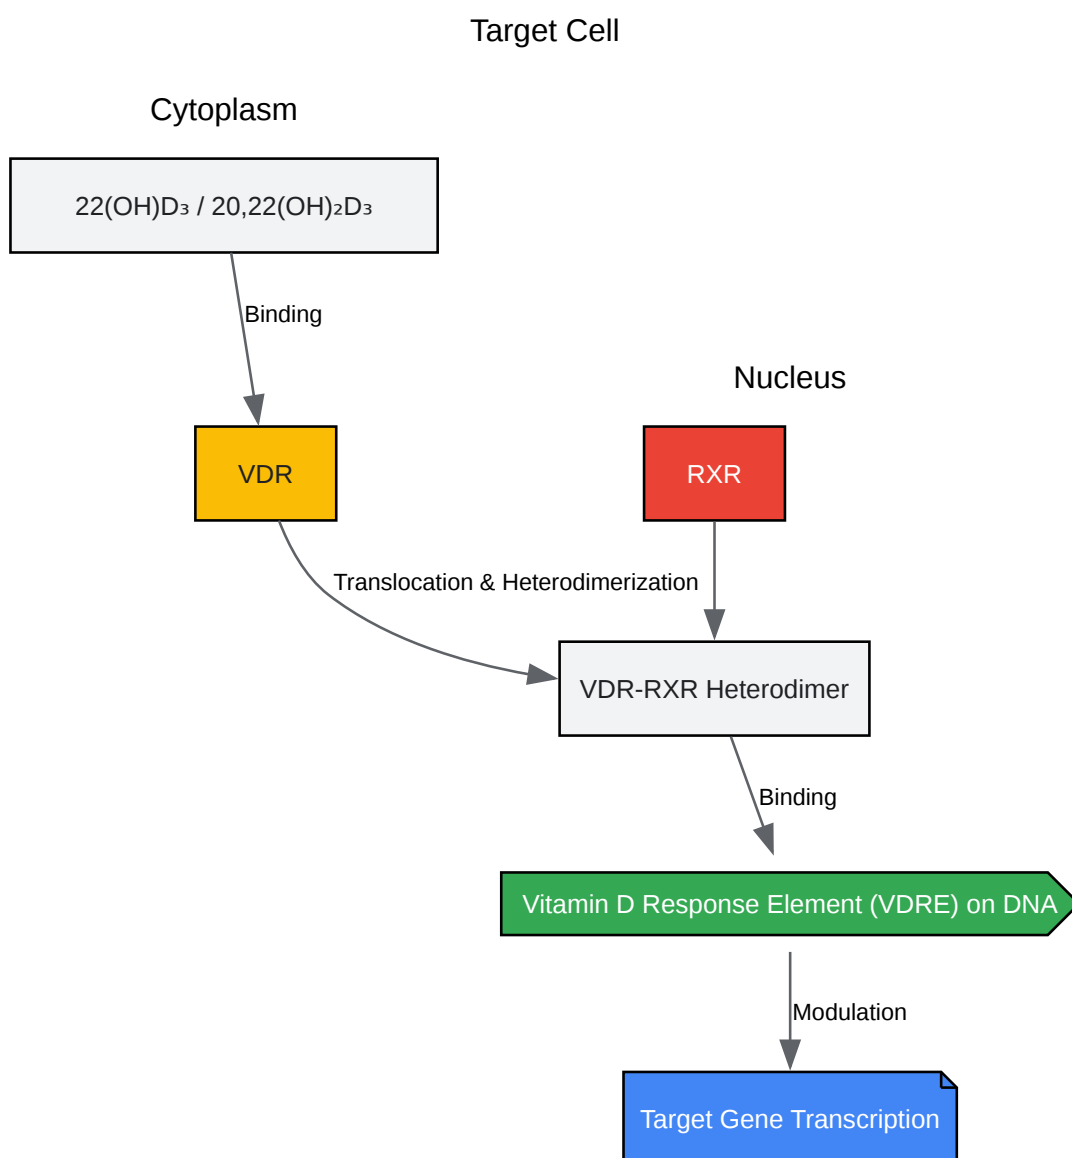 Target Cell
Cytoplasm
22(OH)D₃ / 20,22(OH)₂D₃
Binding
Nucleus
VDR
RXR
Translocation & Heterodimerization
VDR-RXR Heterodimer
Binding
Vitamin D Response Element (VDRE) on DNA
Modulation
Target Gene Transcription